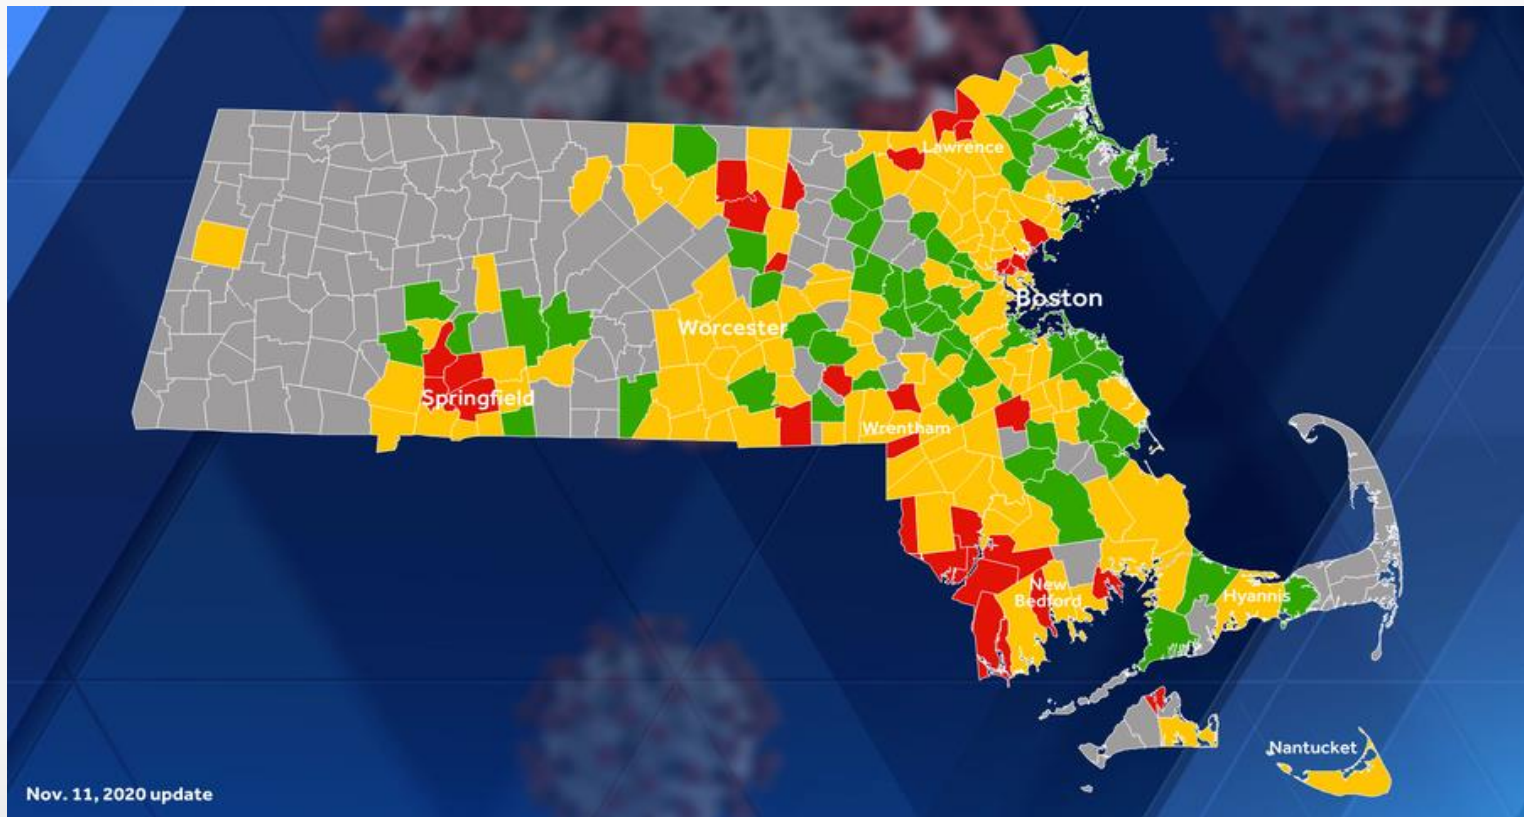 Lawrence
Boston
Worcester
Springfield
Wrentham
New
Bedford
Hyannis
Nantucket
Nov. 11, 2020 update